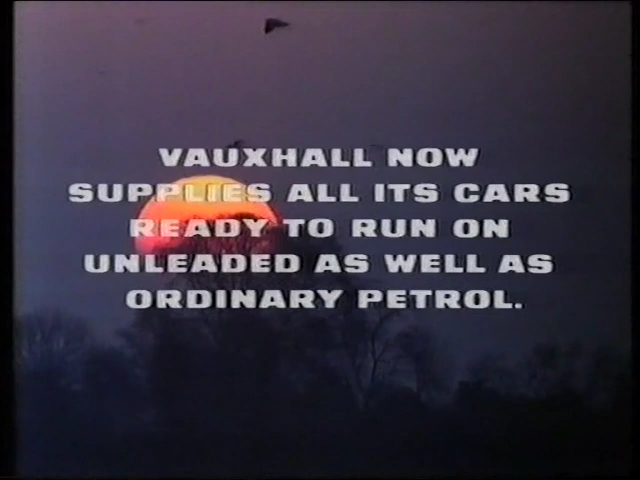 VAUXHALL NOW
SUPPLIES ALL ITS CARS
READY TO RUN ON
UNLEADED AS WELL AS
ORDINARY PETROL.